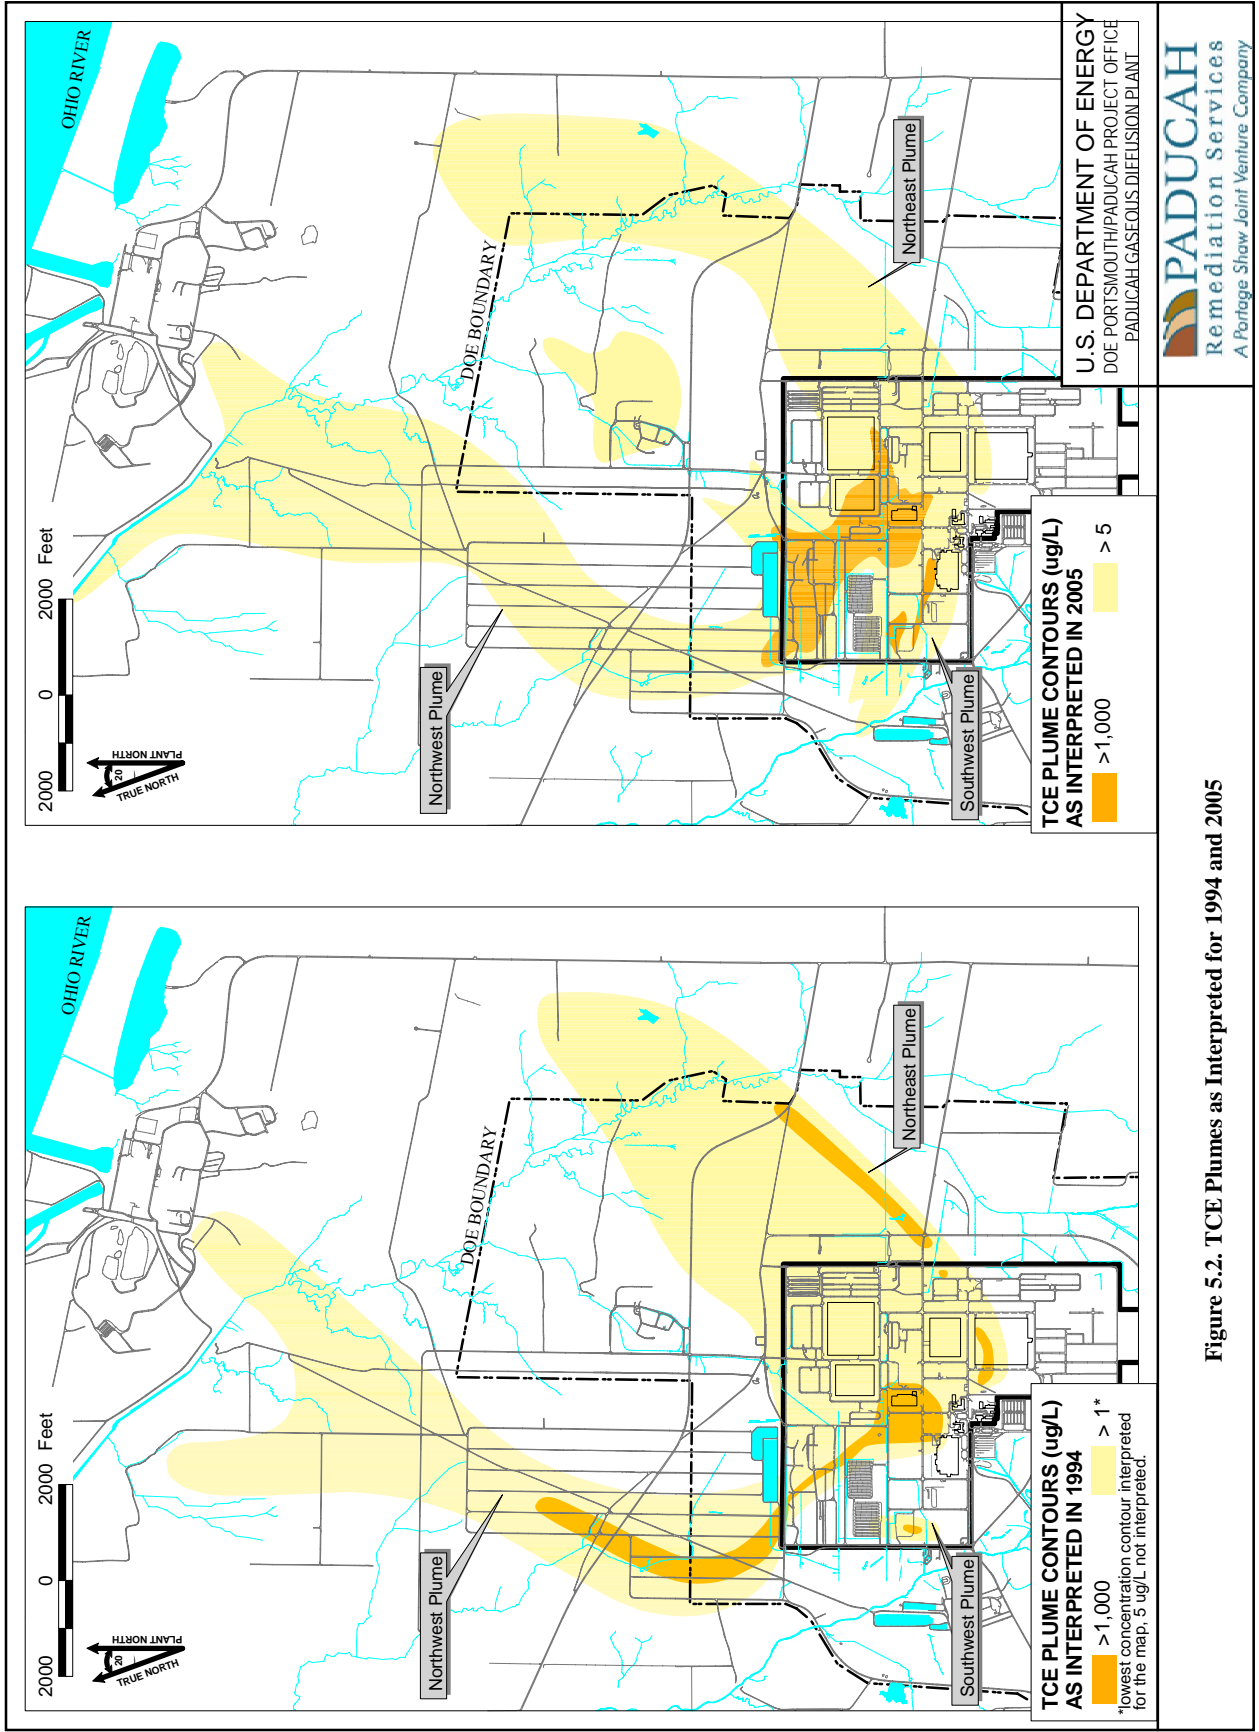 OHIO RIVER
2000 0 2000 Feet
PLANT NORTH
20
TRUE NORTH
DOE BOUNDARY
Northwest Plume
Northeast Plume
Southwest Plume
TCE PLUME CONTOURS (ug/L)
AS INTERPRETED IN 1994
>1,000 > 1*
*lowest concentration contour interpreted
for the map, 5 ug/L not interpreted.
OHIO RIVER
2000 0 2000 Feet
PLANT NORTH
20
TRUE NORTH
DOE BOUNDARY
Northwest Plume
Northeast Plume
Southwest Plume
TCE PLUME CONTOURS (ug/L)
AS INTERPRETED IN 2005
>1,000 > 5
U.S. DEPARTMENT OF ENERGY
DOE PORTSMOUTH/PADUCAH PROJECT OFFICE
PADUCAH GASEOUS DIFFUSION PLANT
PADUCAH
Remediation Services
A Portage Shaw Joint Venture Company
Figure 5.2. TCE Plumes as Interpreted for 1994 and 2005